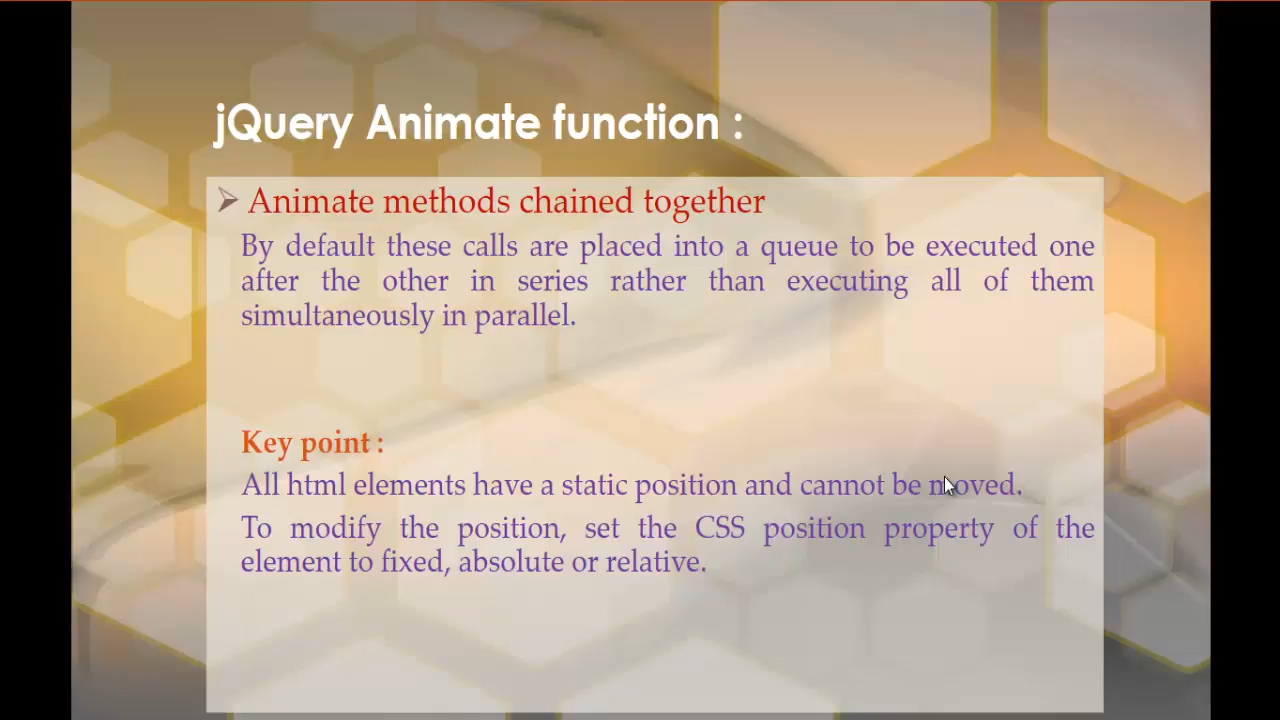 jQuery Animate function :
Animate methods chained together
By default these calls are placed into a queue to be executed one
after the other in series rather than executing all of them
simultaneously in parallel.
Key point :
All html elements have a static position and cannot be moved.
To modify the position, set the CSS position property of the
element to fixed, absolute or relative.